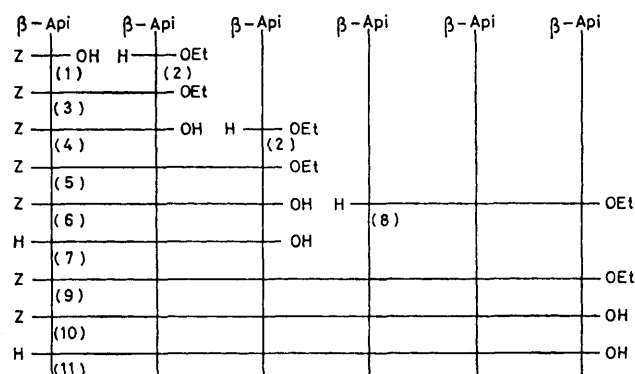 β-Api β-Api β-Api β-Api β-Api β-Api
Z OH H OEt
(1) (2)
Z OEt
(3)
Z OH H OEt
(4) (2)
Z OEt
(5)
Z OH H OEt
(6) (8)
H OH
(7)
Z OEt
(9)
Z OH
(10)
H OH
(11)